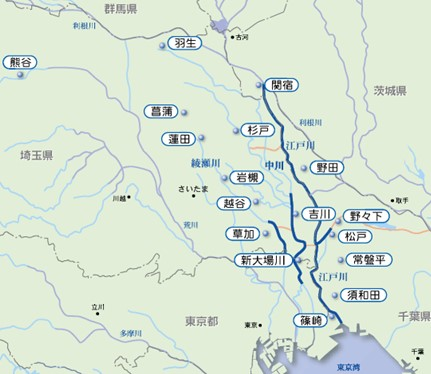 群馬県
利根川
羽生
古河
熊谷
関宿
茨城県
菖蒲
利根川
蓮田
杉戸
江戸川
埼玉県
綾瀬川
中川
野田
岩槻
さいたま
川越
越谷
取手
吉川
野々下
荒川
草加
松戸
新大場川
常盤平
江戸川
須和田
立川
東京都
東京
篠崎
千葉県
多摩川
千葉
東京湾